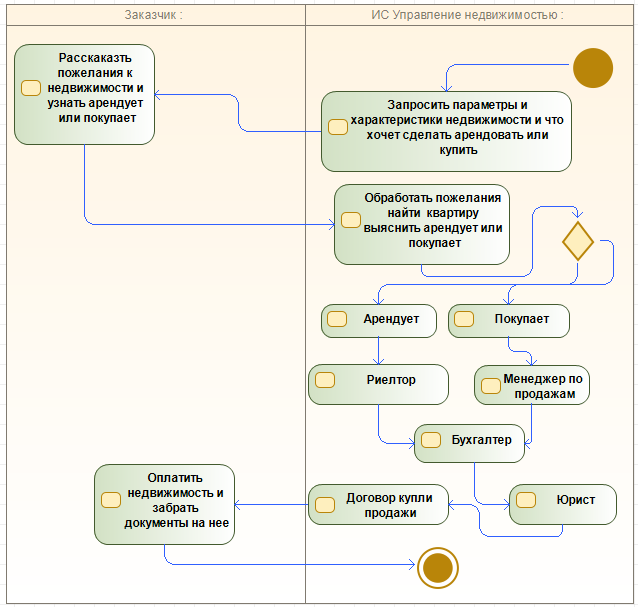 Заказчик :
ИС Управление недвижимостью :
Расскаказть
пожелания к
недвижимости и
узнать арендует
или покупает
Запросить параметры и
характеристики недвижимости и что
хочет сделать арендовать или
купить
Обработать пожелания
найти квартиру
выяснить арендует или
покупает
Арендует
Покупает
Риелтор
Менеджер по
продажам
Бухгалтер
Оплатить
недвижимость и
забрать
документы на нее
Договор купли
продажи
Юрист